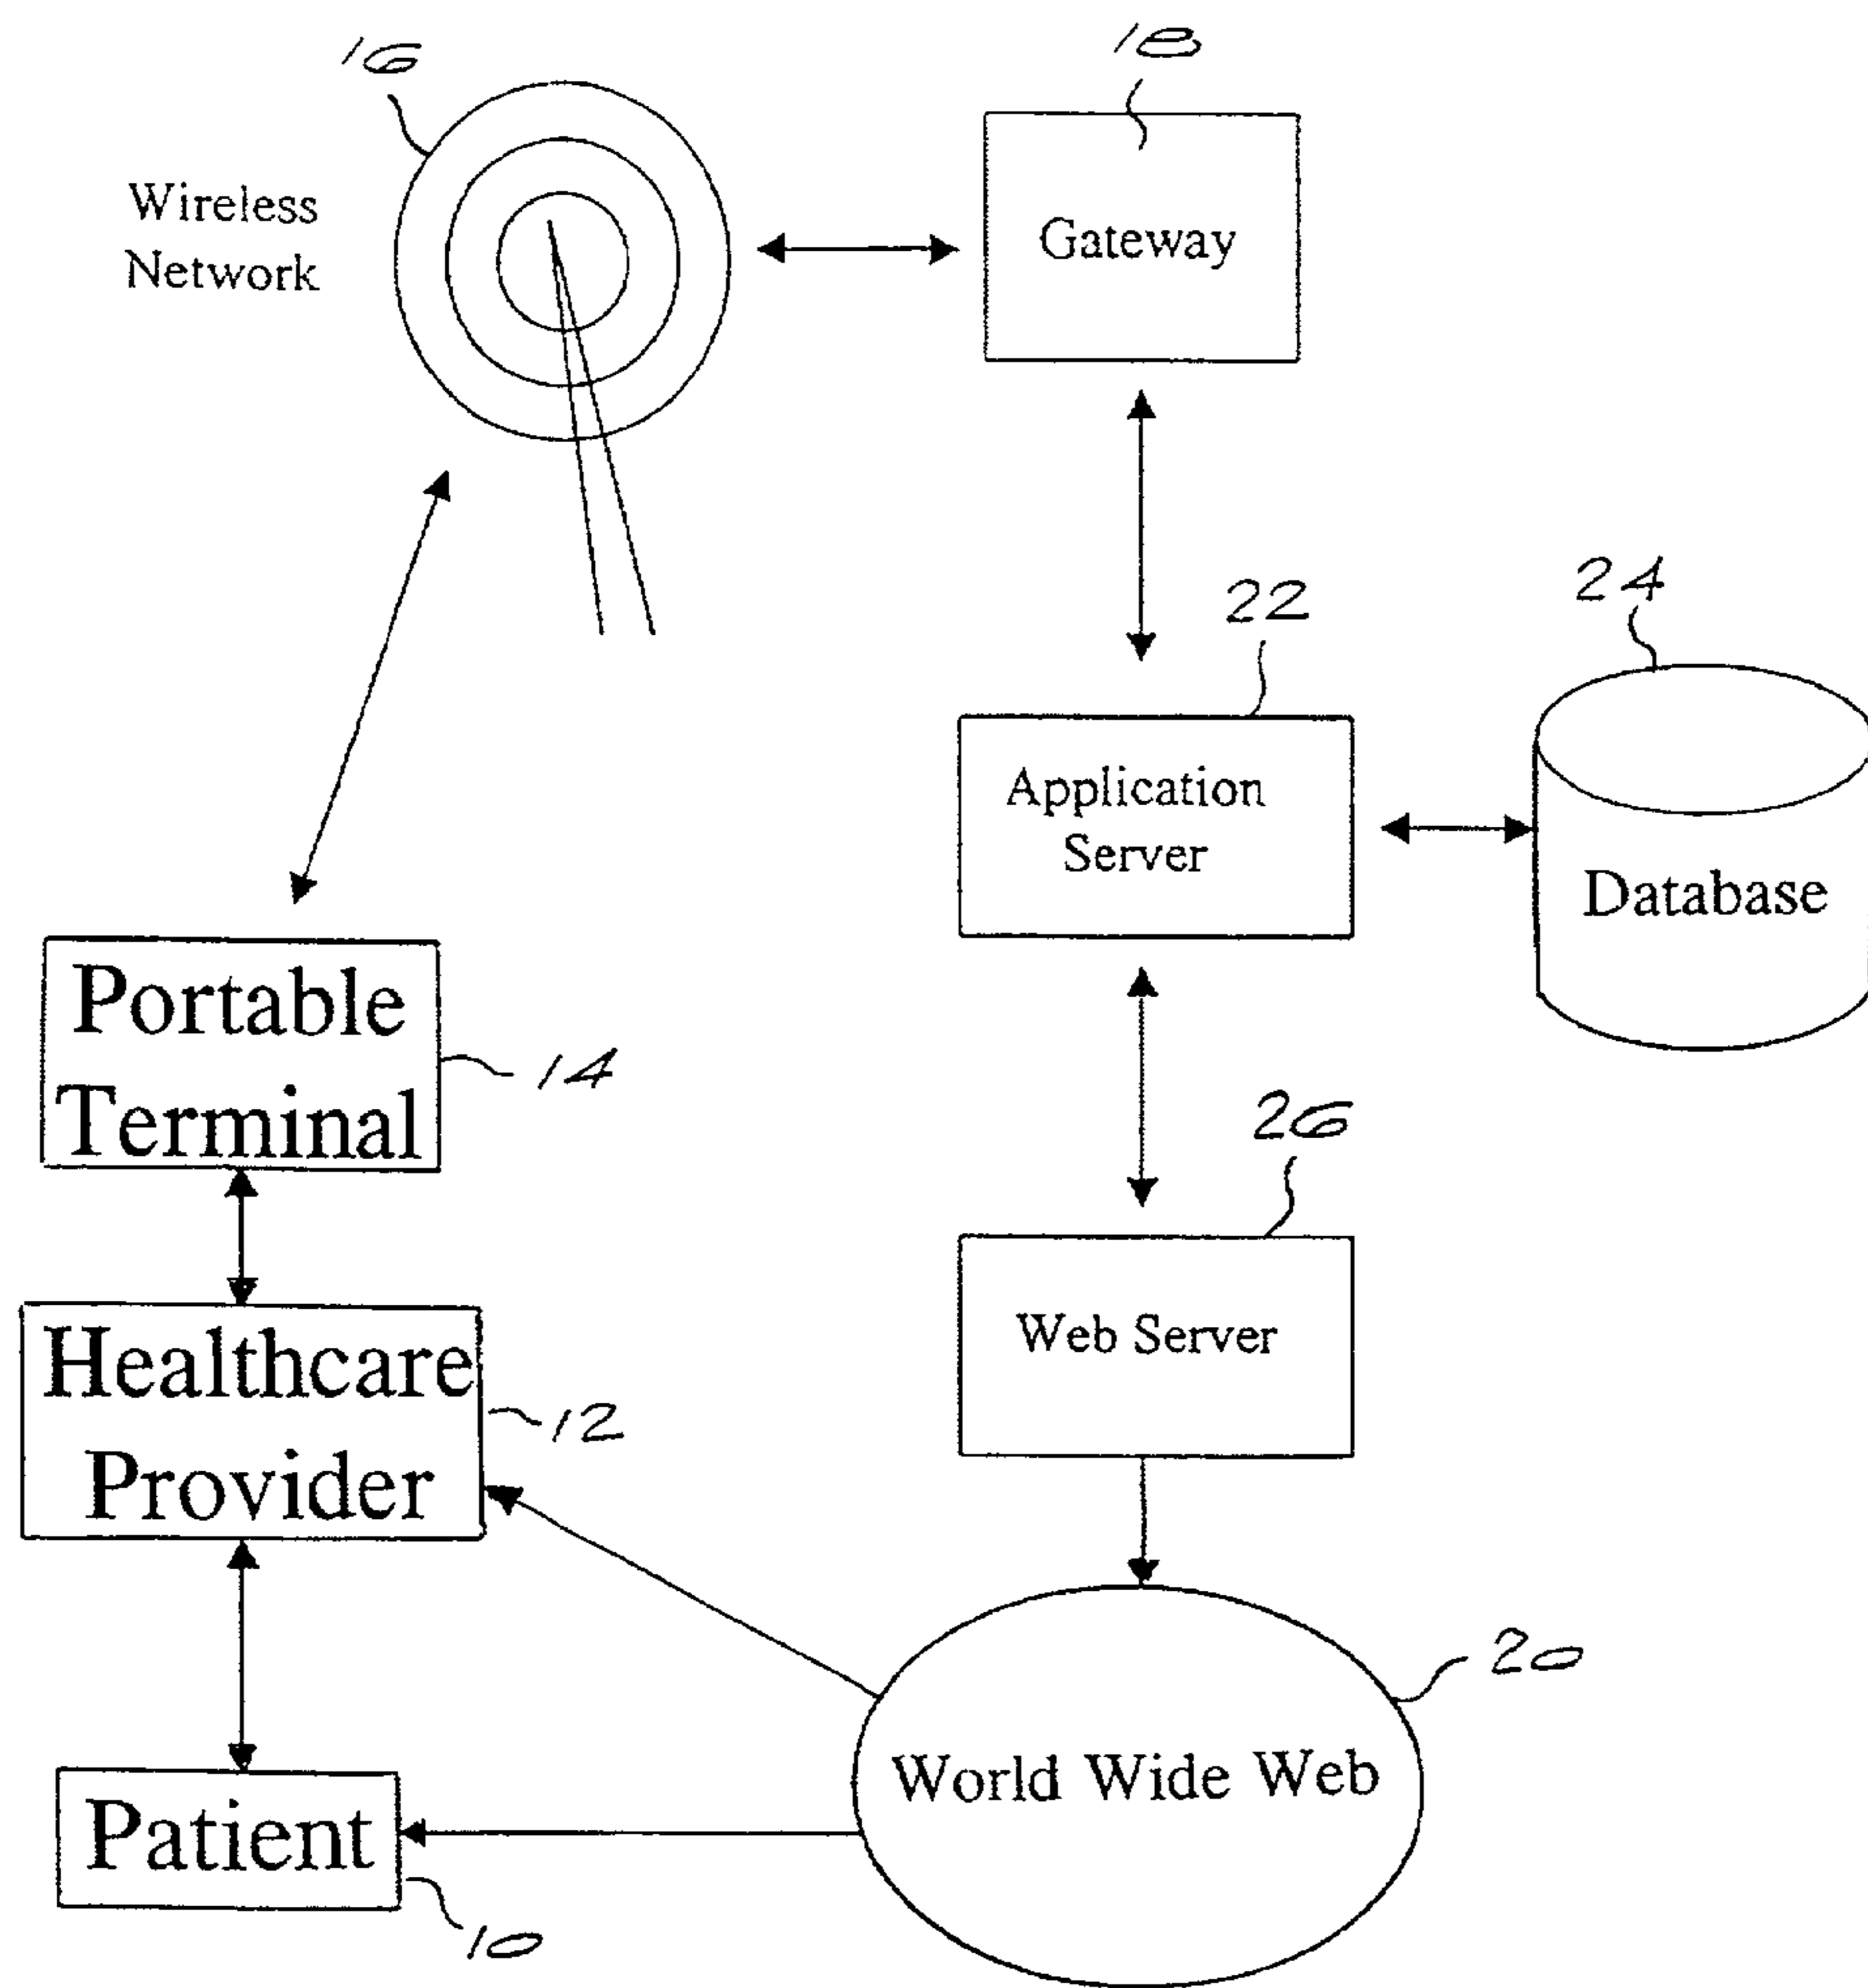 16
18
Wireless
Network
Gateway
22
24
Application
Server
Database
Portable
Terminal
14
26
Healthcare
Provider
12
Web Server
20
World Wide Web
Patient
10